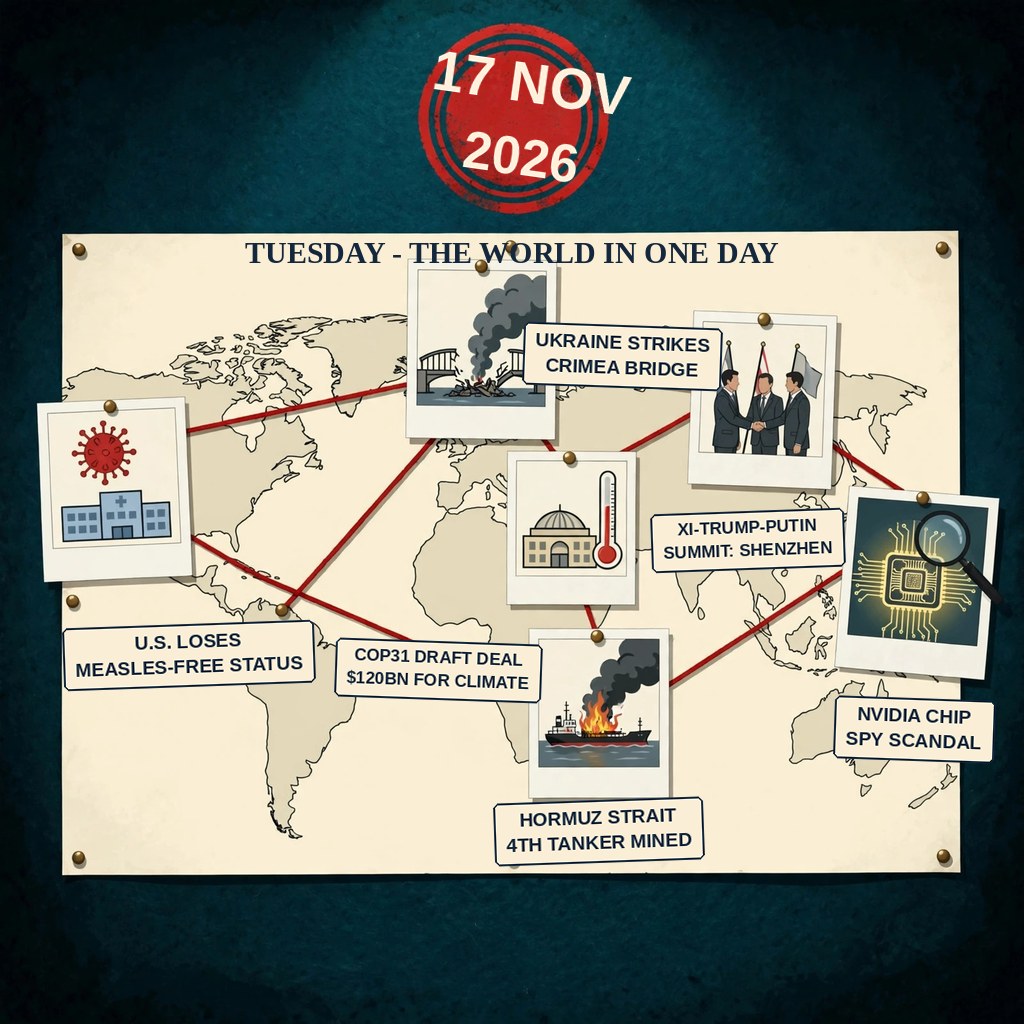 17 NOV
2026
TUESDAY - THE WORLD IN ONE DAY
UKRAINE STRIKES
CRIMEA BRIDGE
XI-TRUMP-PUTIN
SUMMIT: SHENZHEN
U.S. LOSES
MEASLES-FREE STATUS
COP31 DRAFT DEAL
$120BN FOR CLIMATE
NVIDIA CHIP
SPY SCANDAL
HORMUZ STRAIT
4TH TANKER MINED